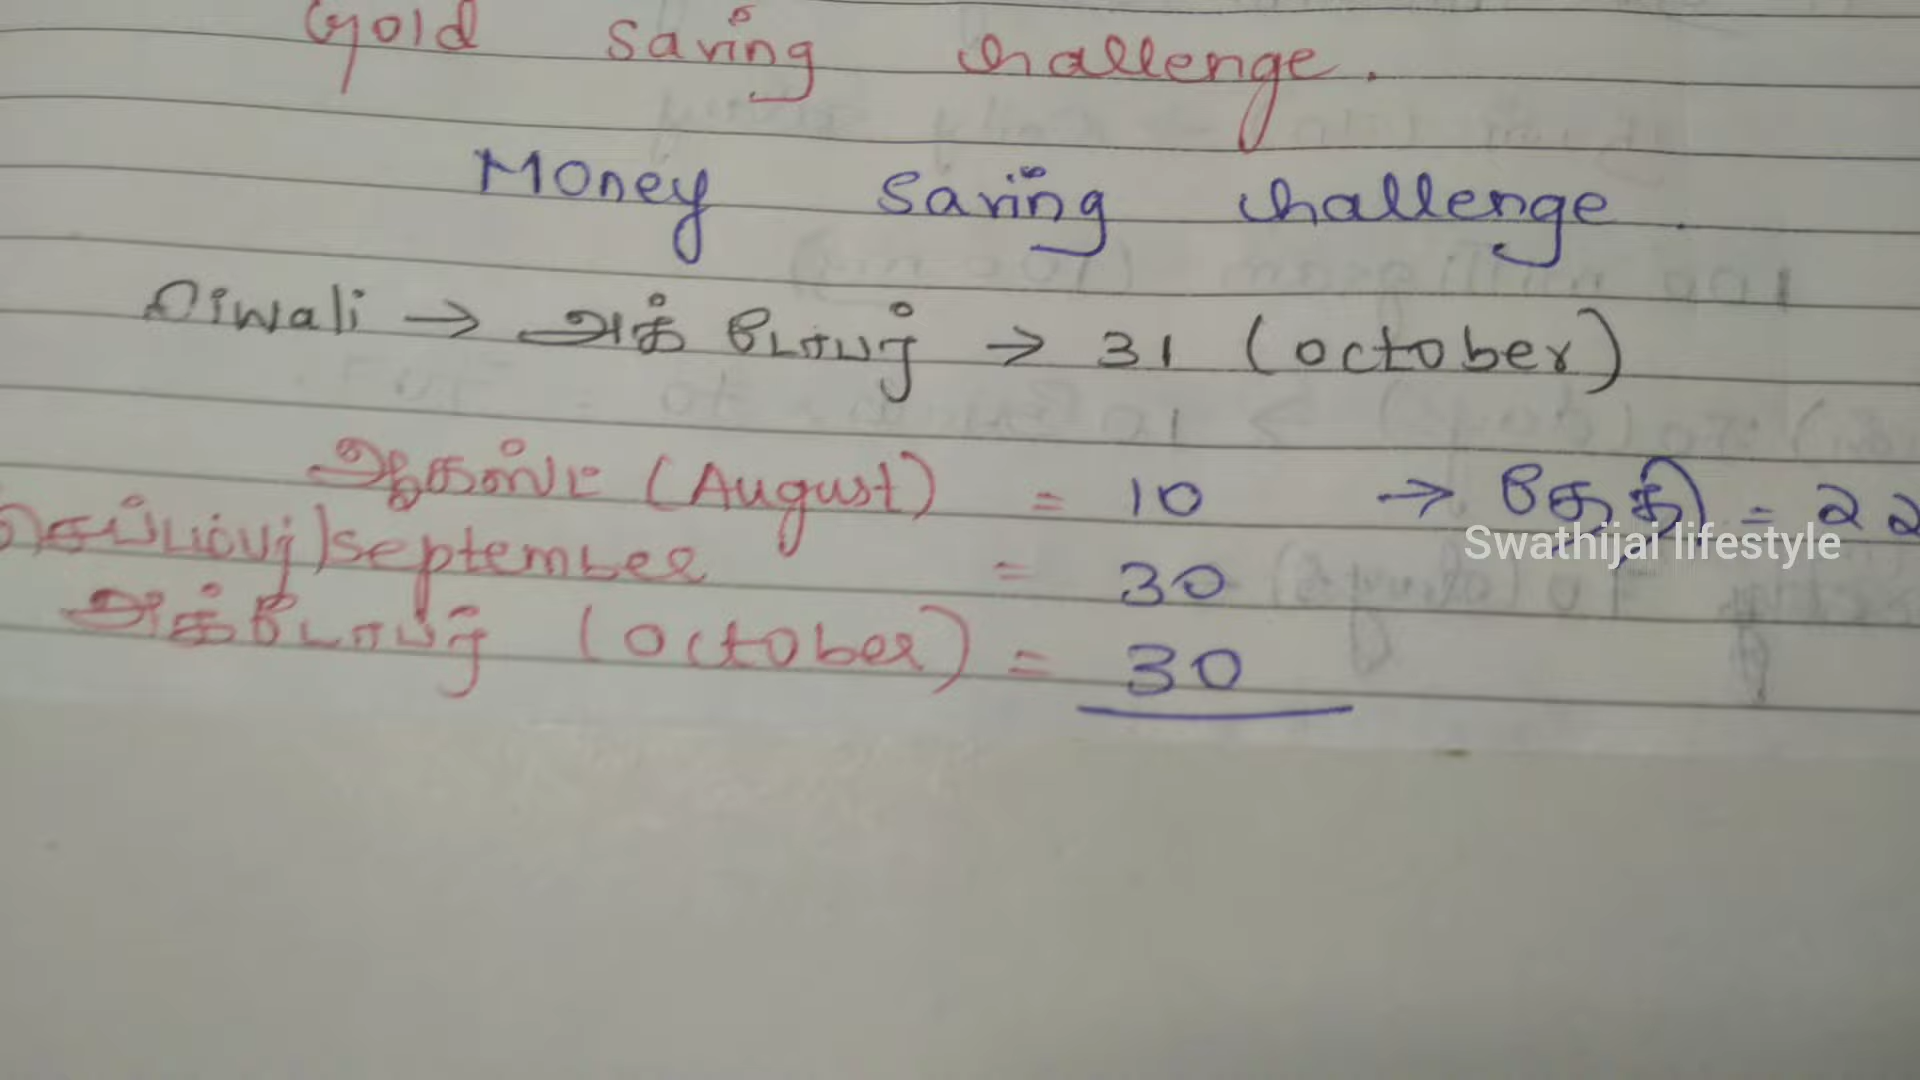 Gold saving challenge.
Money saving challenge.
Diwali → அக்டோபர் → 31 (october)
ஆகஸ்ட் (August) = 10 → தேதி = 22
செப்டம்பர்) September = 30
Swathijai lifestyle
அக்டோபர் (october) = 30